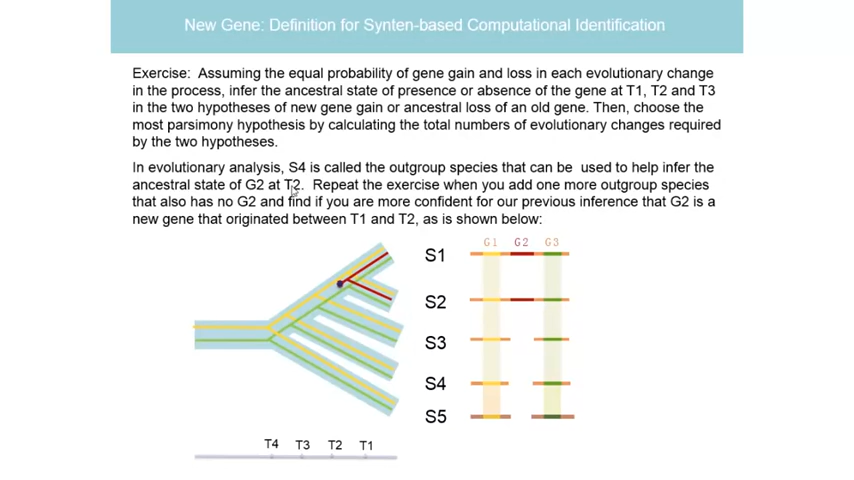 New Gene: Definition for Synten-based Computational Identification
Exercise: Assuming the equal probability of gene gain and loss in each evolutionary change
in the process, infer the ancestral state of presence or absence of the gene at T1, T2 and T3
in the two hypotheses of new gene gain or ancestral loss of an old gene. Then, choose the
most parsimony hypothesis by calculating the total numbers of evolutionary changes required
by the two hypotheses.
In evolutionary analysis, S4 is called the outgroup species that can be used to help infer the
ancestral state of G2 at T2. Repeat the exercise when you add one more outgroup species
that also has no G2 and find if you are more confident for our previous inference that G2 is a
new gene that originated between T1 and T2, as is shown below:
G1 G2 G3
S1
S2
S3
S4
S5
T4 T3 T2 T1